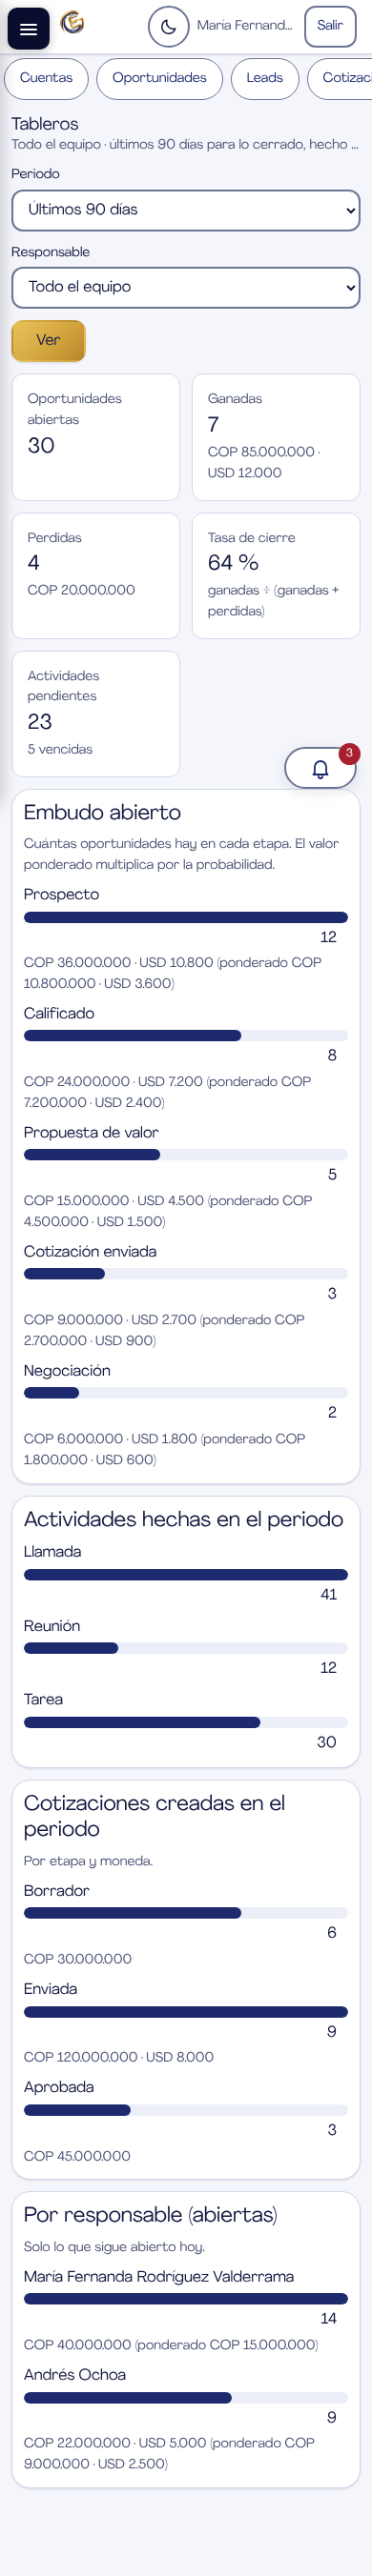 María Fernand...
Salir
Cuentas
Oportunidades
Leads
Tableros
Todo el equipo · últimos 90 días para lo cerrado, hecho ...
Periodo
Últimos 90 días
Responsable
Todo el equipo
Ver
Oportunidades
abiertas
30
Ganadas
7
COP 85.000.000 ·
USD 12.000
Perdidas
4
COP 20.000.000
Tasa de cierre
64 %
ganadas ÷ (ganadas +
perdidas)
Actividades
pendientes
23
5 vencidas
3
Embudo abierto
Cuántas oportunidades hay en cada etapa. El valor
ponderado multiplica por la probabilidad.
Prospecto
12
COP 36.000.000 · USD 10.800 (ponderado COP
10.800.000 · USD 3.600)
Calificado
8
COP 24.000.000 · USD 7.200 (ponderado COP
7.200.000 · USD 2.400)
Propuesta de valor
5
COP 15.000.000 · USD 4.500 (ponderado COP
4.500.000 · USD 1.500)
Cotización enviada
3
COP 9.000.000 · USD 2.700 (ponderado COP
2.700.000 · USD 900)
Negociación
2
COP 6.000.000 · USD 1.800 (ponderado COP
1.800.000 · USD 600)
Actividades hechas en el periodo
Llamada
41
Reunión
12
Tarea
30
Cotizaciones creadas en el
periodo
Por etapa y moneda.
Borrador
6
COP 30.000.000
Enviada
9
COP 120.000.000 · USD 8.000
Aprobada
3
COP 45.000.000
Por responsable (abiertas)
Solo lo que sigue abierto hoy.
María Fernanda Rodríguez Valderrama
14
COP 40.000.000 (ponderado COP 15.000.000)
Andrés Ochoa
9
COP 22.000.000 · USD 5.000 (ponderado COP
9.000.000 · USD 2.500)